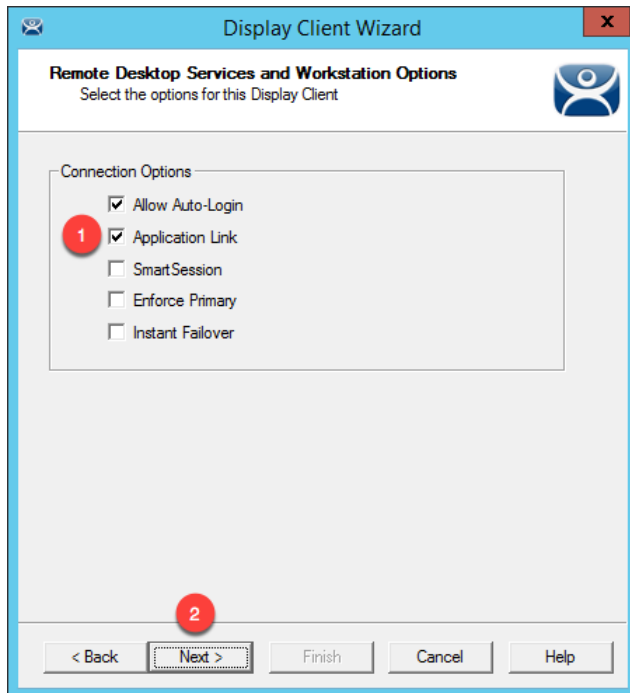 Display Client Wizard
x
Remote Desktop Services and Workstation Options
Select the options for this Display Client
Connection Options
Allow Auto-Login
1
Application Link
SmartSession
Enforce Primary
Instant Failover
2
< Back Next > Finish Cancel Help